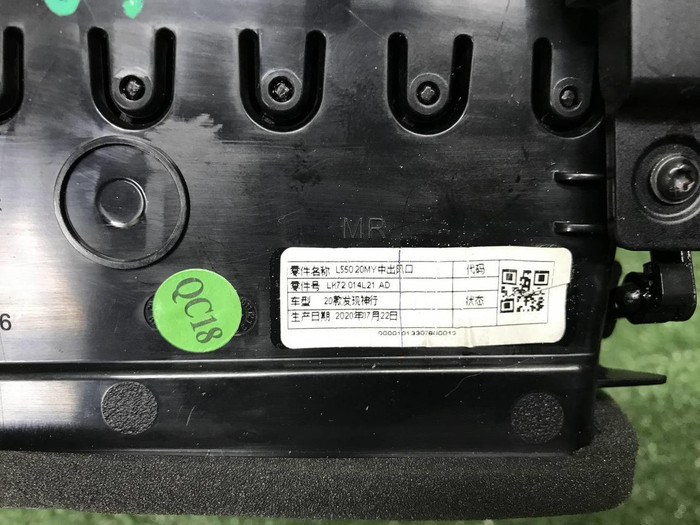 MR
零件名称 L550 20MY中出风口 代码
零件号 LK72 014L21 AD
车型 20款发现神行 状态
生产日期 2020年07月22日
QC18
6